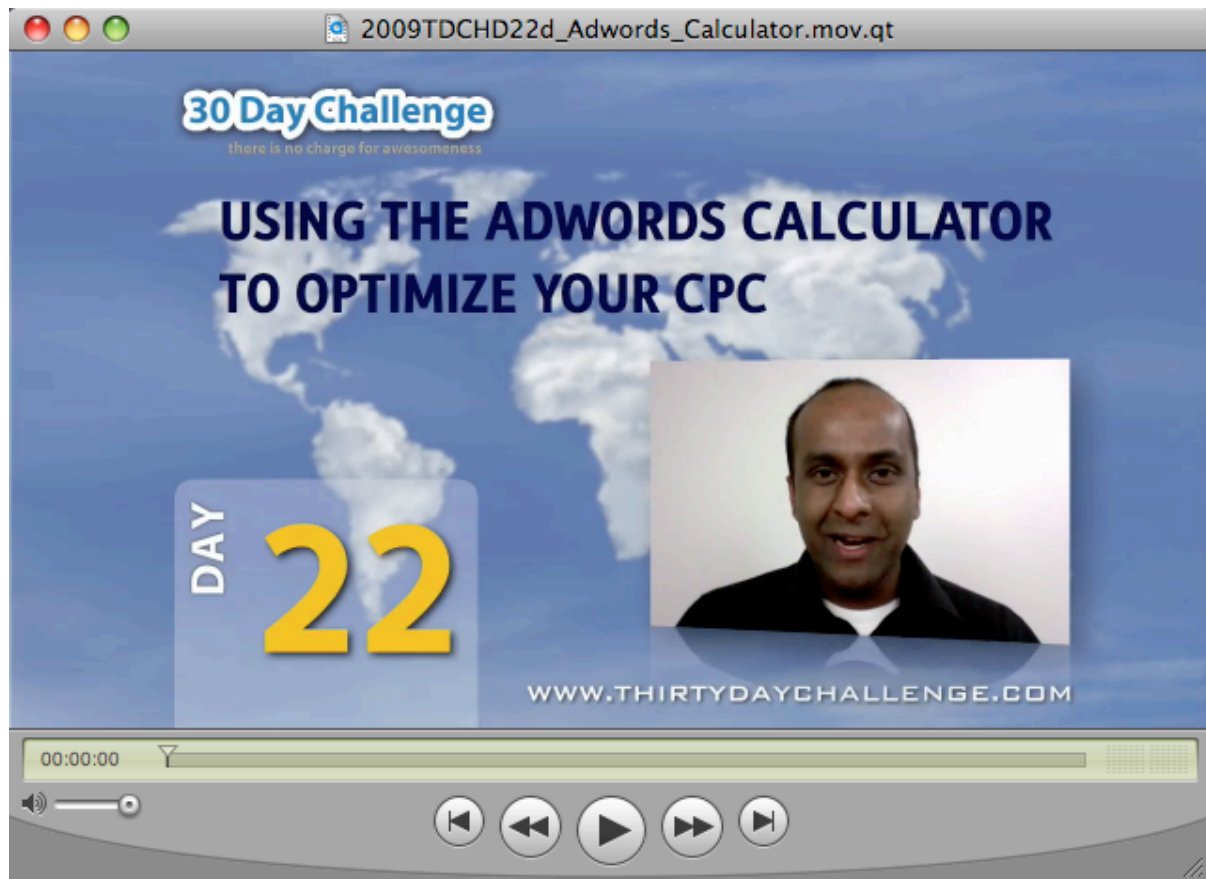 2009TDCHD22d_Adwords_Calculator.mov.qt
30 Day Challenge
there is no charge for awesomeness
USING THE ADWORDS CALCULATOR
TO OPTIMIZE YOUR CPC
DAY
22
WWW.THIRTYDAYCHALLENGE.COM
00:00:00